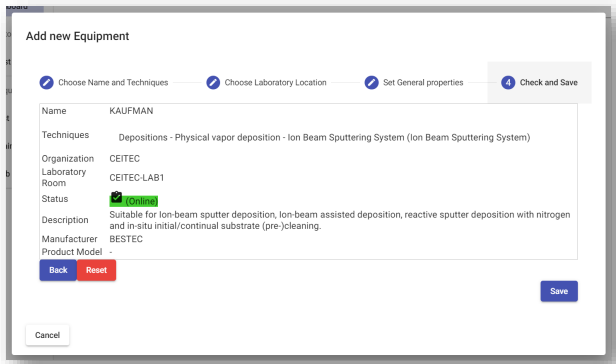 Board
Add new Equipment
Choose Name and Techniques
Choose Laboratory Location
Set General properties
4 Check and Save
Name KAUFMAN
Techniques Depositions - Physical vapor deposition - Ion Beam Sputtering System (Ion Beam Sputtering System)
Organization CEITEC
Laboratory
Room CEITEC-LAB1
Status (Online)
Description Suitable for Ion-beam sputter deposition, Ion-beam assisted deposition, reactive sputter deposition with nitrogen
and in-situ initial/continual substrate (pre-)cleaning.
Manufacturer BESTEC
Product Model -
Back Reset
Save
Cancel